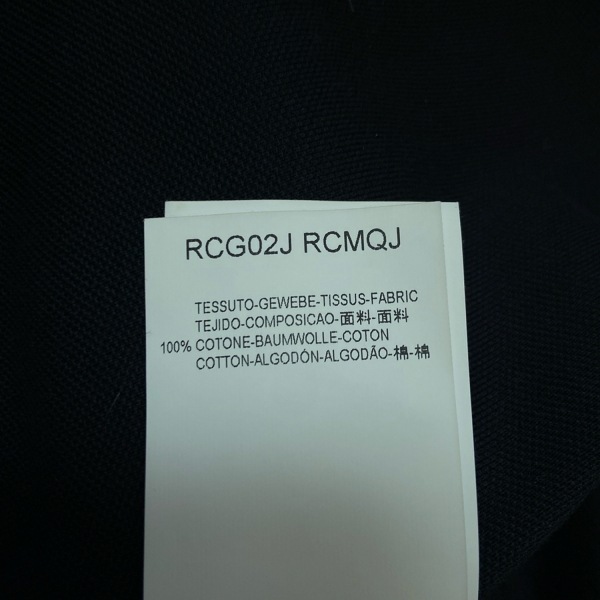 RCG02J RCMQJ
TESSUTO-GEWEBE-TISSUS-FABRIC
TEJIDO-COMPOSICAO-面料-面料
100% COTONE-BAUMWOLLE-COTON
COTTON-ALGODÓN-ALGODÃO-棉-棉